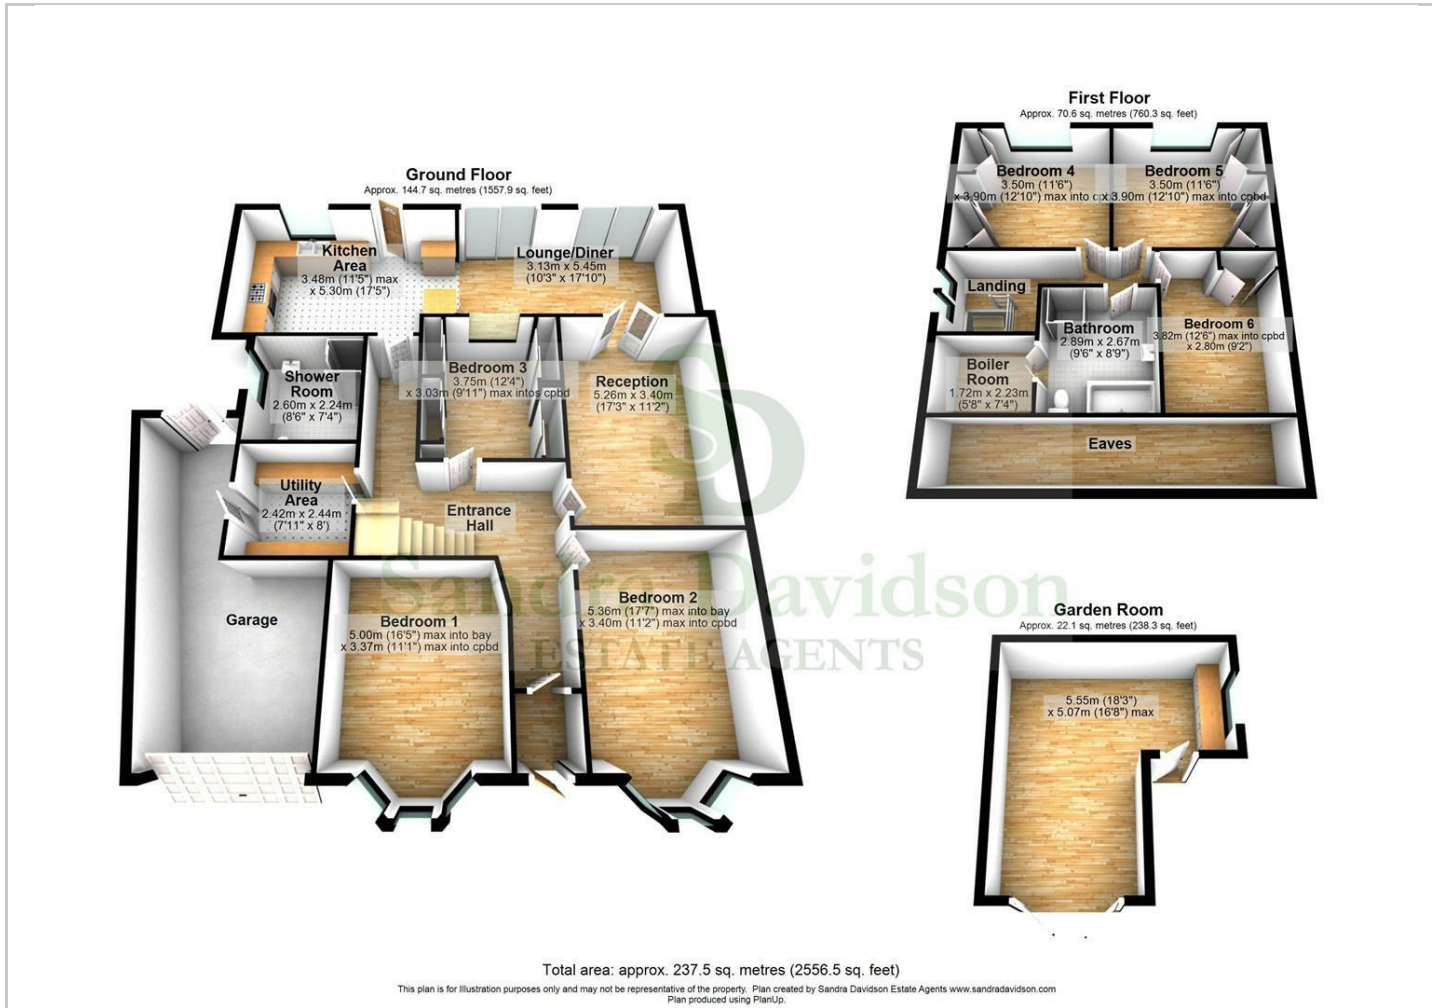 First Floor
Approx. 70.6 sq. metres (760.3 sq. feet)
Bedroom 4
3.50m (11'6")
x 3.90m (12'10") max into
Bedroom 5
3.50m (11'6")
x 3.90m (12'10") max into cpbd
Landing
Bathroom
2.89m x 2.67m
(9'6" x 8'9")
Bedroom 6
3.82m (12'6") max into cpbd
x 2.80m (9'2")
Boiler
Room
1.72m x 2.23m
(5'8" x 7'4")
Eaves
Ground Floor
Approx. 144.7 sq. metres (1557.9 sq. feet)
Kitchen
Area
3.48m (11'5") max
x 5.30m (17'5")
Lounge/Diner
3.13m x 5.45m
(10'3" x 17'10")
Shower
Room
2.60m x 2.24m
(8'6" x 7'4")
Bedroom 3
3.75m (12'4")
x 3.03m (9'11") max intos cpbd
Reception
5.26m x 3.40m
(17'3" x 11'2")
Utility
Area
2.42m x 2.44m
(7'11" x 8')
Entrance
Hall
Garage
Bedroom 1
5.00m (16'5") max into bay
x 3.37m (11'1") max into cpbd
Bedroom 2
5.36m (17'7") max into bay
x 3.40m (11'2") max into cpbd
SD
Sandra Davidson
ESTATE AGENTS
Garden Room
Approx. 22.1 sq. metres (238.3 sq. feet)
5.55m (18'3")
x 5.07m (16'8") max
Total area: approx. 237.5 sq. metres (2556.5 sq. feet)
This plan is for Illustration purposes only and may not be representative of the property. Plan created by Sandra Davidson Estate Agents www.sandradavidson.com
Plan produced using PlanUp.